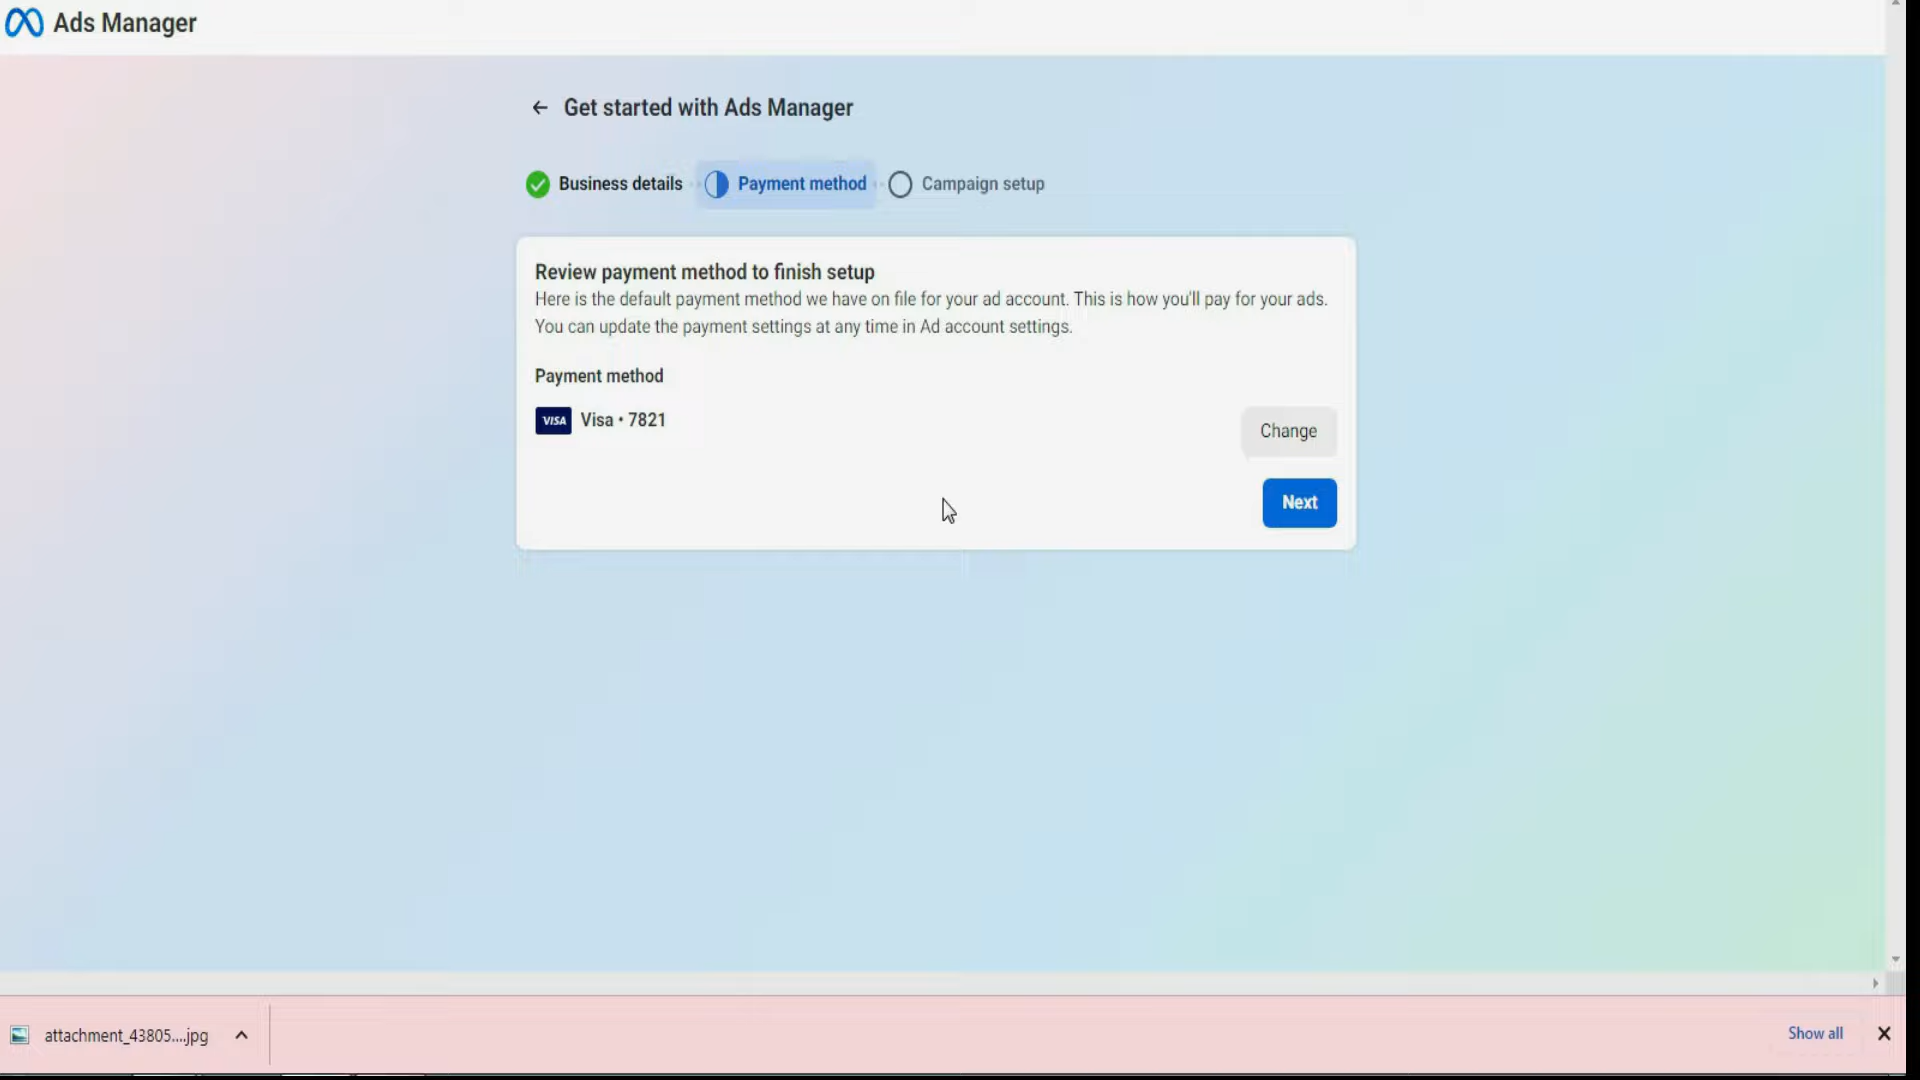 Ads Manager
Get started with Ads Manager
Business details
Payment method
Campaign setup
Review payment method to finish setup
Here is the default payment method we have on file for your ad account. This is how you'll pay for your ads.
You can update the payment settings at any time in Ad account settings.
Payment method
VISA Visa • 7821
Change
Next
attachment_43805....jpg
Show all